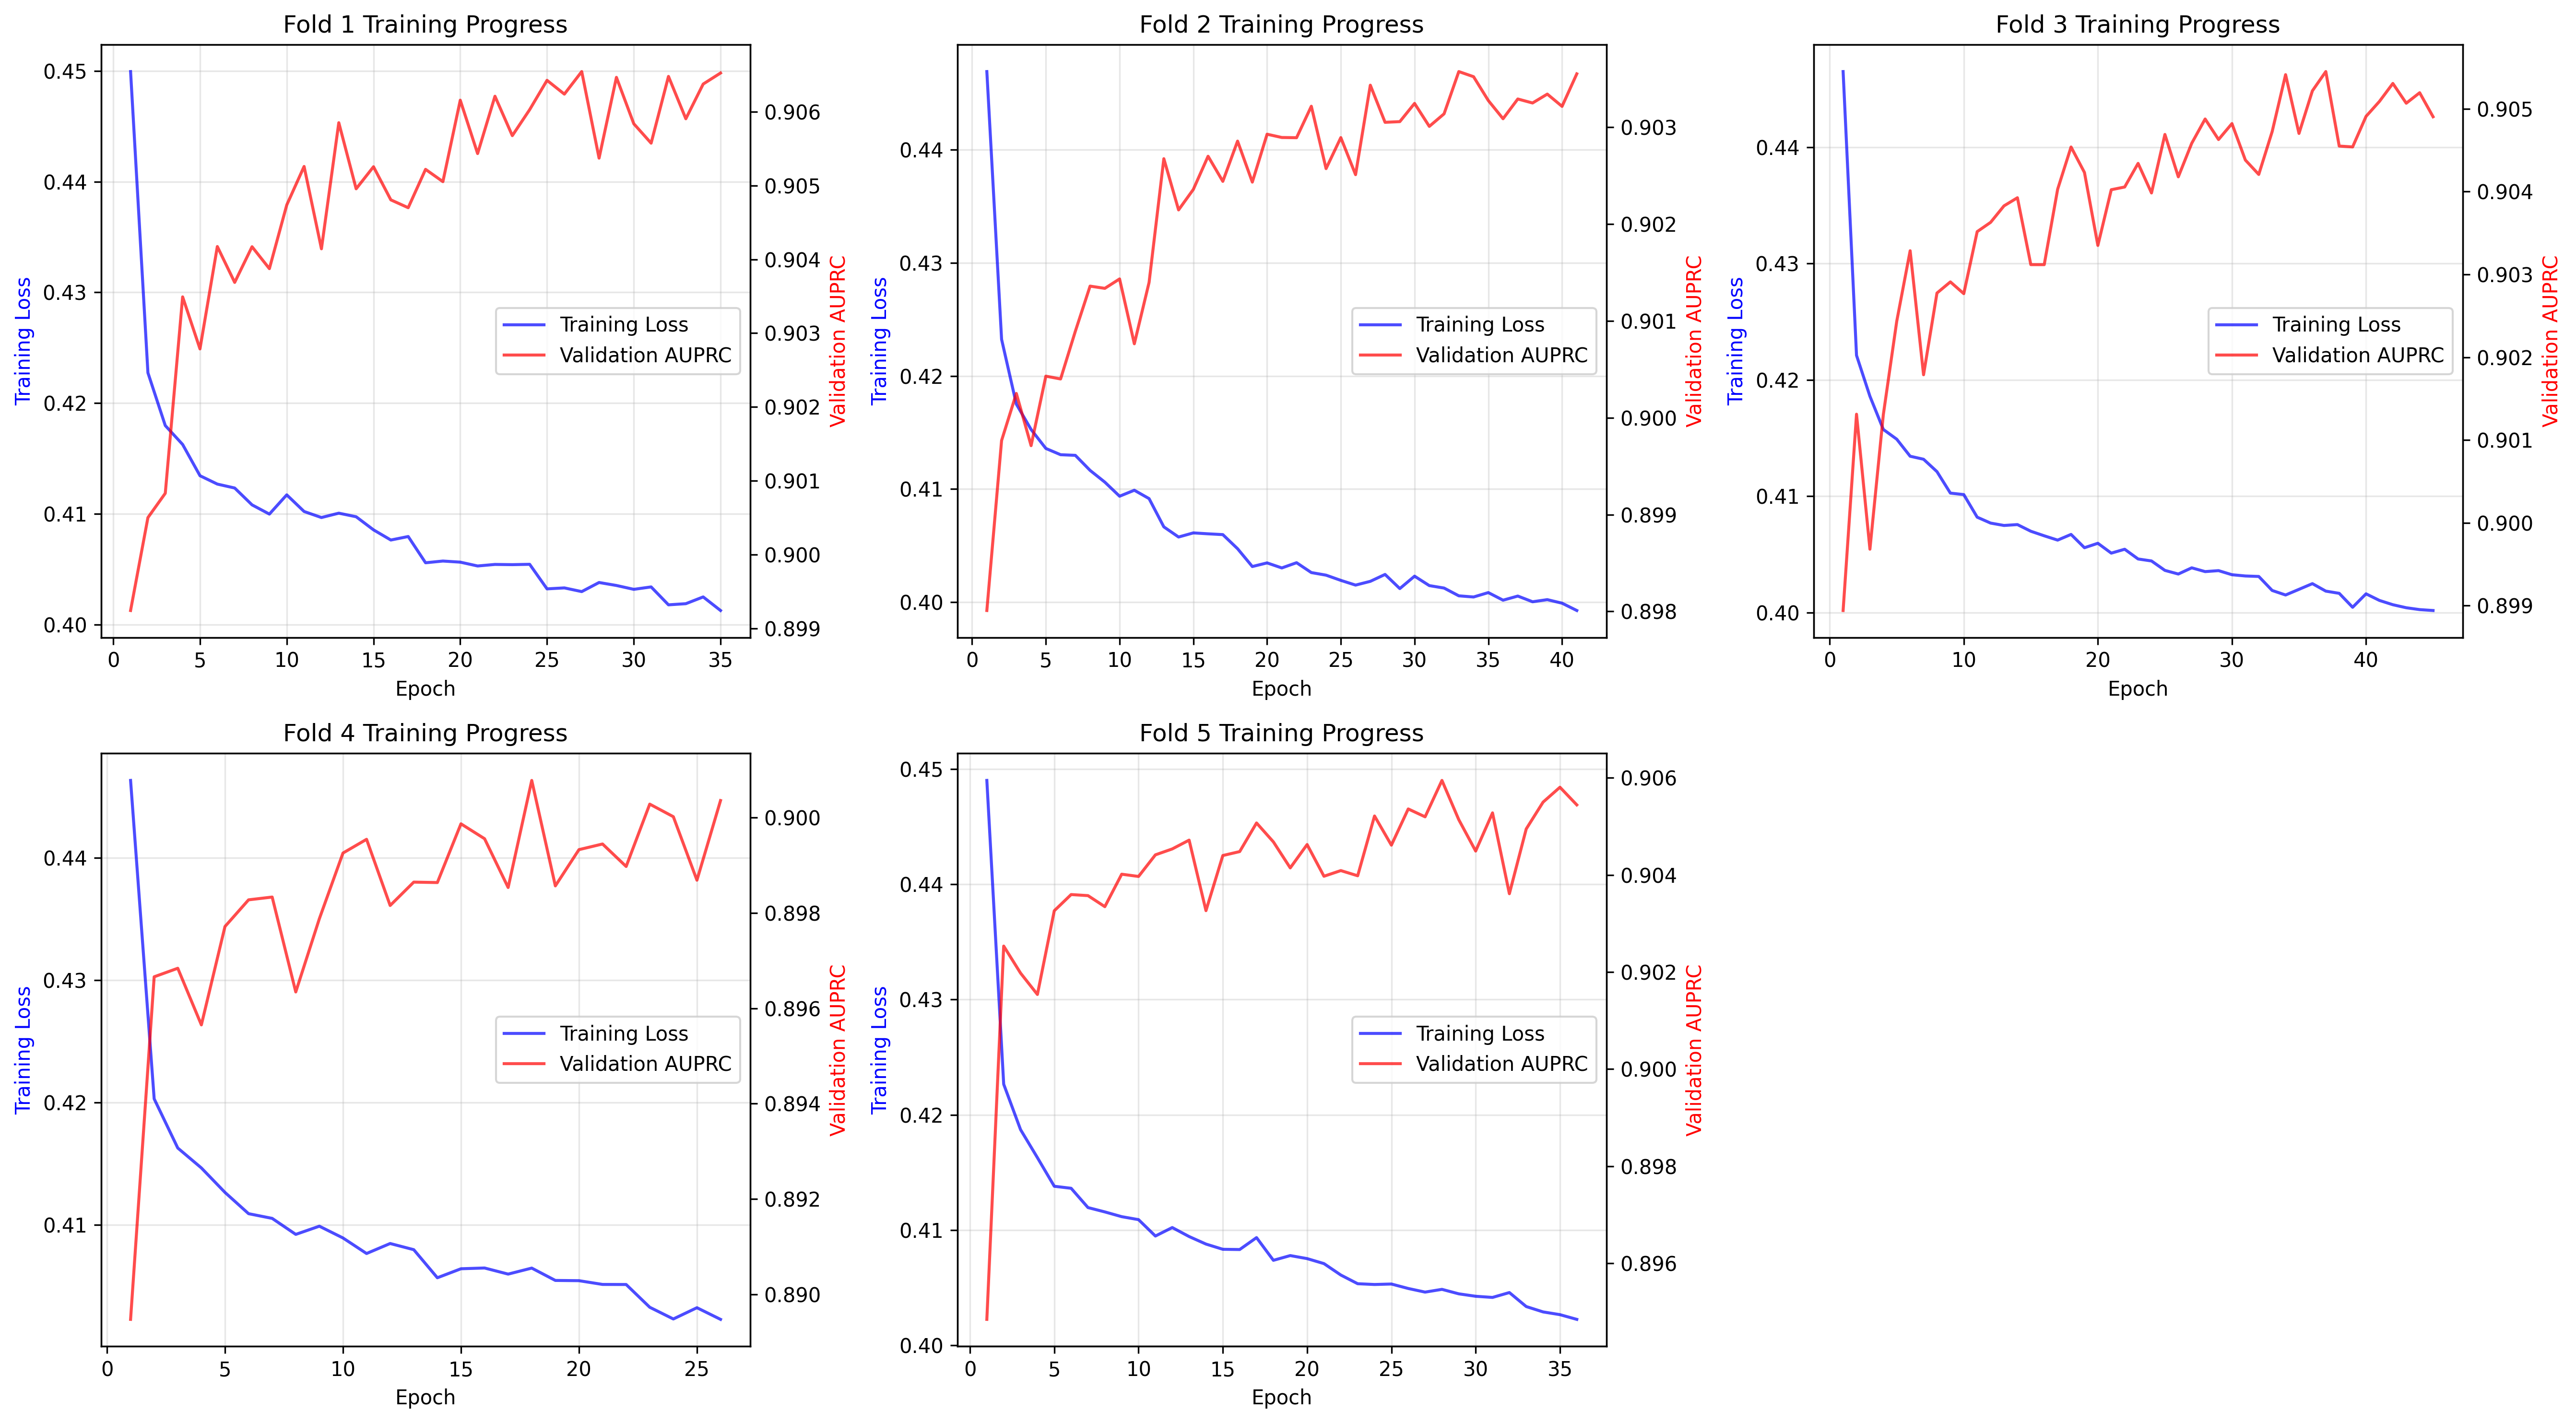 Fold 1 Training Progress
0.45
0.44
0.43
0.42
0.41
0.40
Training Loss
0.906
0.905
0.904
0.903
0.902
0.901
0.900
0.899
Validation AUPRC
Training Loss
Validation AUPRC
0 5 10 15 20 25 30 35
Epoch
Fold 2 Training Progress
0.44
0.43
0.42
0.41
0.40
Training Loss
0.903
0.902
0.901
0.900
0.899
0.898
Validation AUPRC
Training Loss
Validation AUPRC
0 5 10 15 20 25 30 35 40
Epoch
Fold 3 Training Progress
0.44
0.43
0.42
0.41
0.40
Training Loss
0.905
0.904
0.903
0.902
0.901
0.900
0.899
Validation AUPRC
Training Loss
Validation AUPRC
0 10 20 30 40
Epoch
Fold 4 Training Progress
0.44
0.43
0.42
0.41
Training Loss
0.900
0.898
0.896
0.894
0.892
0.890
Validation AUPRC
Training Loss
Validation AUPRC
0 5 10 15 20 25
Epoch
Fold 5 Training Progress
0.45
0.44
0.43
0.42
0.41
0.40
Training Loss
0.906
0.904
0.902
0.900
0.898
0.896
Validation AUPRC
Training Loss
Validation AUPRC
0 5 10 15 20 25 30 35
Epoch